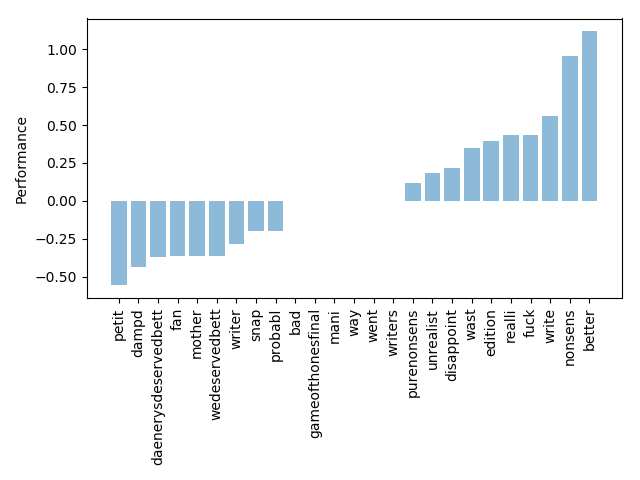 1.00
0.75
0.50
0.25
0.00
−0.25
−0.50
Performance
petit
dampd
daenerysdeservedbett
fan
mother
wedeservedbett
writer
snap
probabl
bad
gameofthonesfinal
mani
way
went
writers
purenonsens
unrealist
disappoint
wast
edition
realli
fuck
write
nonsens
better